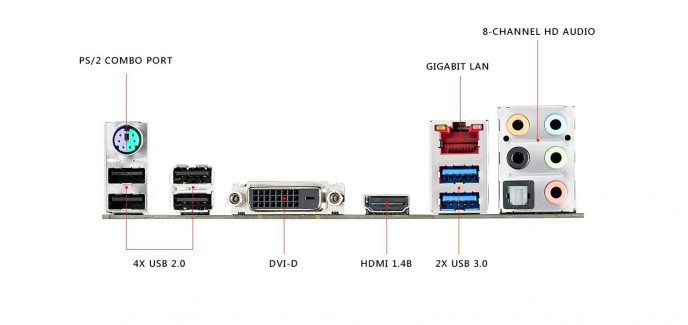 8-CHANNEL HD AUDIO
PS/2 COMBO PORT
GIGABIT LAN
4X USB 2.0
DVI-D
HDMI 1.4B
2X USB 3.0